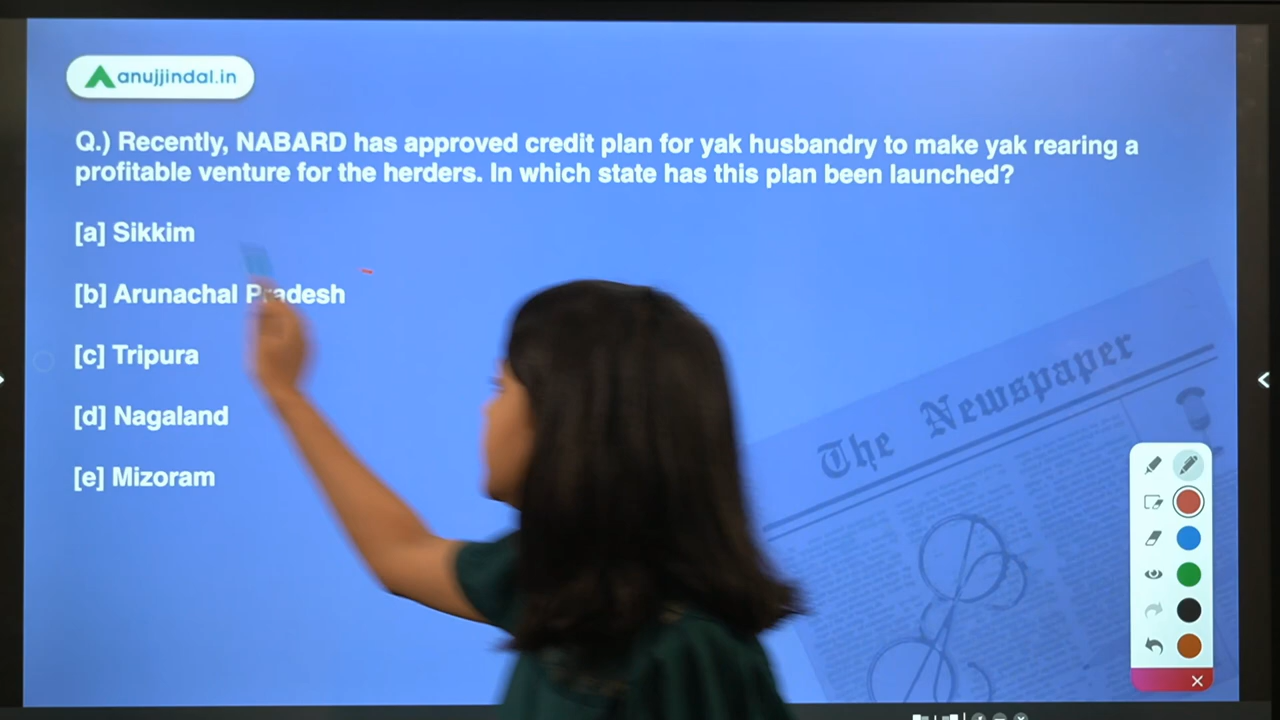 anujjindal.in
Q.) Recently, NABARD has approved credit plan for yak husbandry to make yak rearing a
profitable venture for the herders. In which state has this plan been launched?
[a] Sikkim
[b] Arunachal Pradesh
[c] Tripura
[d] Nagaland
[e] Mizoram
The Newspaper